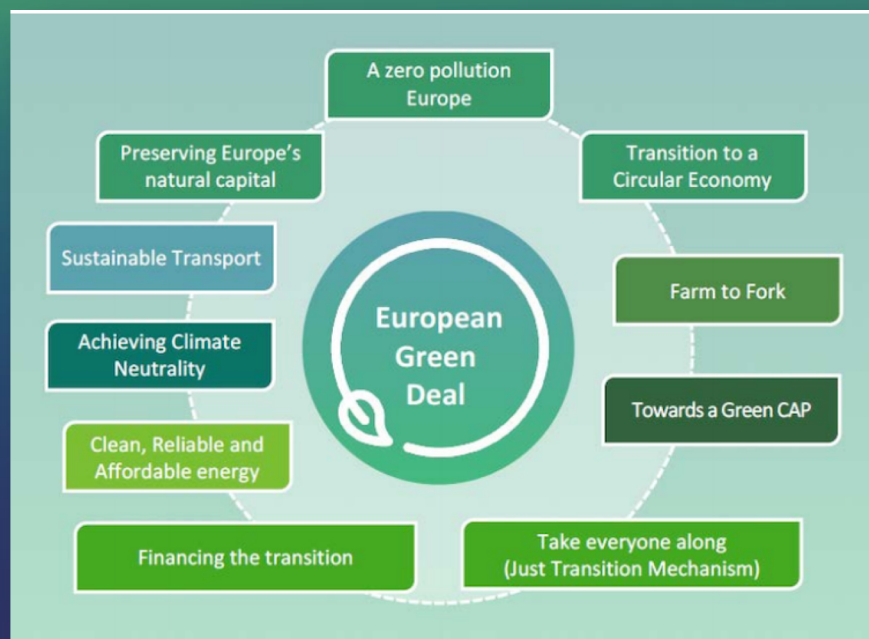 A zero pollution
Europe
Preserving Europe's
natural capital
Transition to a
Circular Economy
Sustainable Transport
Farm to Fork
European
Green
Deal
Achieving Climate
Neutrality
Towards a Green CAP
Clean, Reliable and
Affordable energy
Financing the transition
Take everyone along
(Just Transition Mechanism)